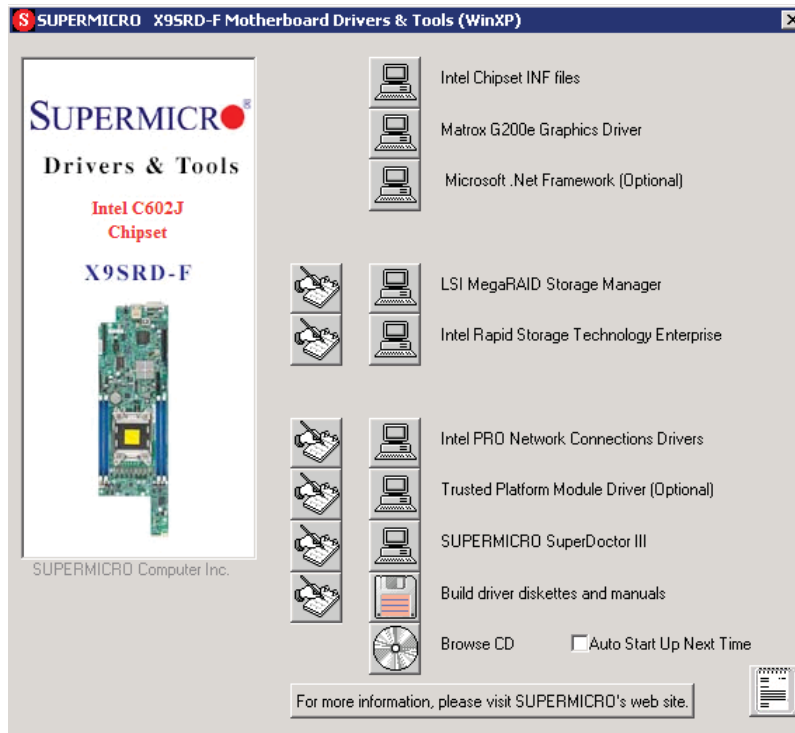 SUPERMICRO X9SRD-F Motherboard Drivers & Tools (WinXP)
SUPERMICRO®
Drivers & Tools
Intel C602J
Chipset
X9SRD-F
SUPERMICRO Computer Inc.
Intel Chipset INF files
Matrox G200e Graphics Driver
Microsoft .Net Framework (Optional)
LSI MegaRAID Storage Manager
Intel Rapid Storage Technology Enterprise
Intel PRO Network Connections Drivers
Trusted Platform Module Driver (Optional)
SUPERMICRO SuperDoctor III
Build driver diskettes and manuals
Browse CD
Auto Start Up Next Time
For more information, please visit SUPERMICRO's web site.